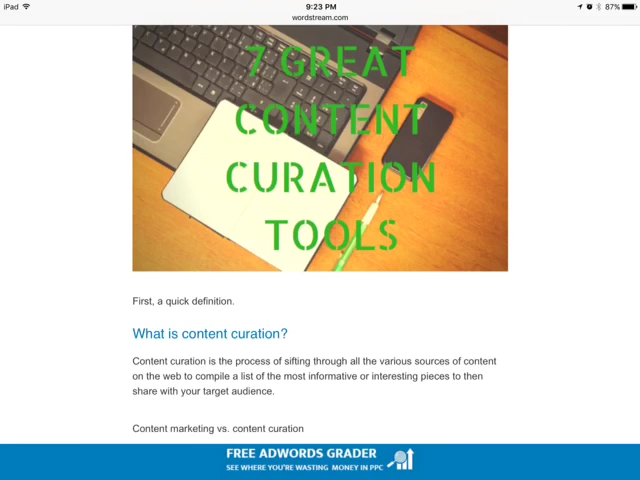 iPad
9:23 PM
87%
wordstream.com
7 GREAT
CONTENT
CURATION
TOOLS
First, a quick definition.
What is content curation?
Content curation is the process of sifting through all the various sources of content
on the web to compile a list of the most informative or interesting pieces to then
share with your target audience.
Content marketing vs. content curation
FREE ADWORDS GRADER
SEE WHERE YOU'RE WASTING MONEY IN PPC